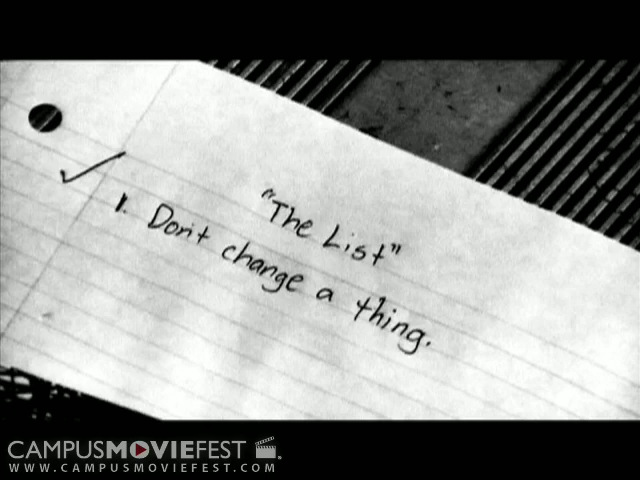 "The List"
1. Don't change a thing.
CAMPUSMOVIEFEST
WWW.CAMPUSMOVIEFEST.COM